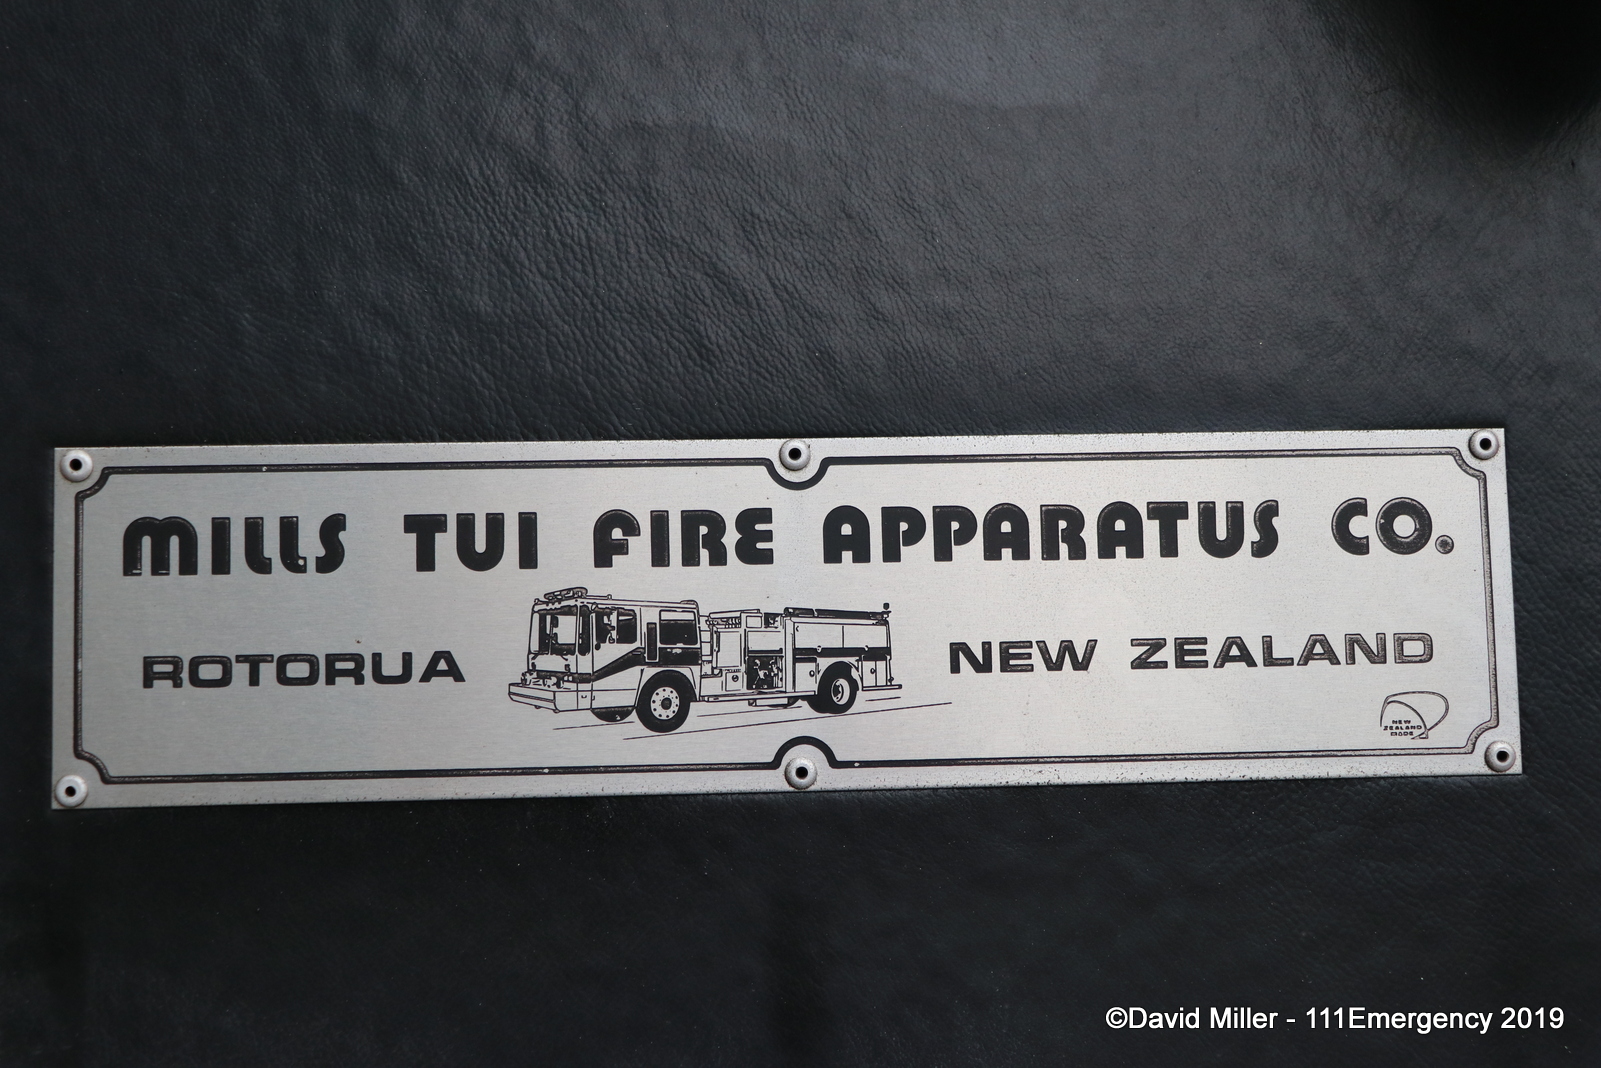 MILLS TUI FIRE APPARATUS CO.
ROTORUA
NEW ZEALAND
NEW
ZEALAND
MADE
©David Miller - 111Emergency 2019